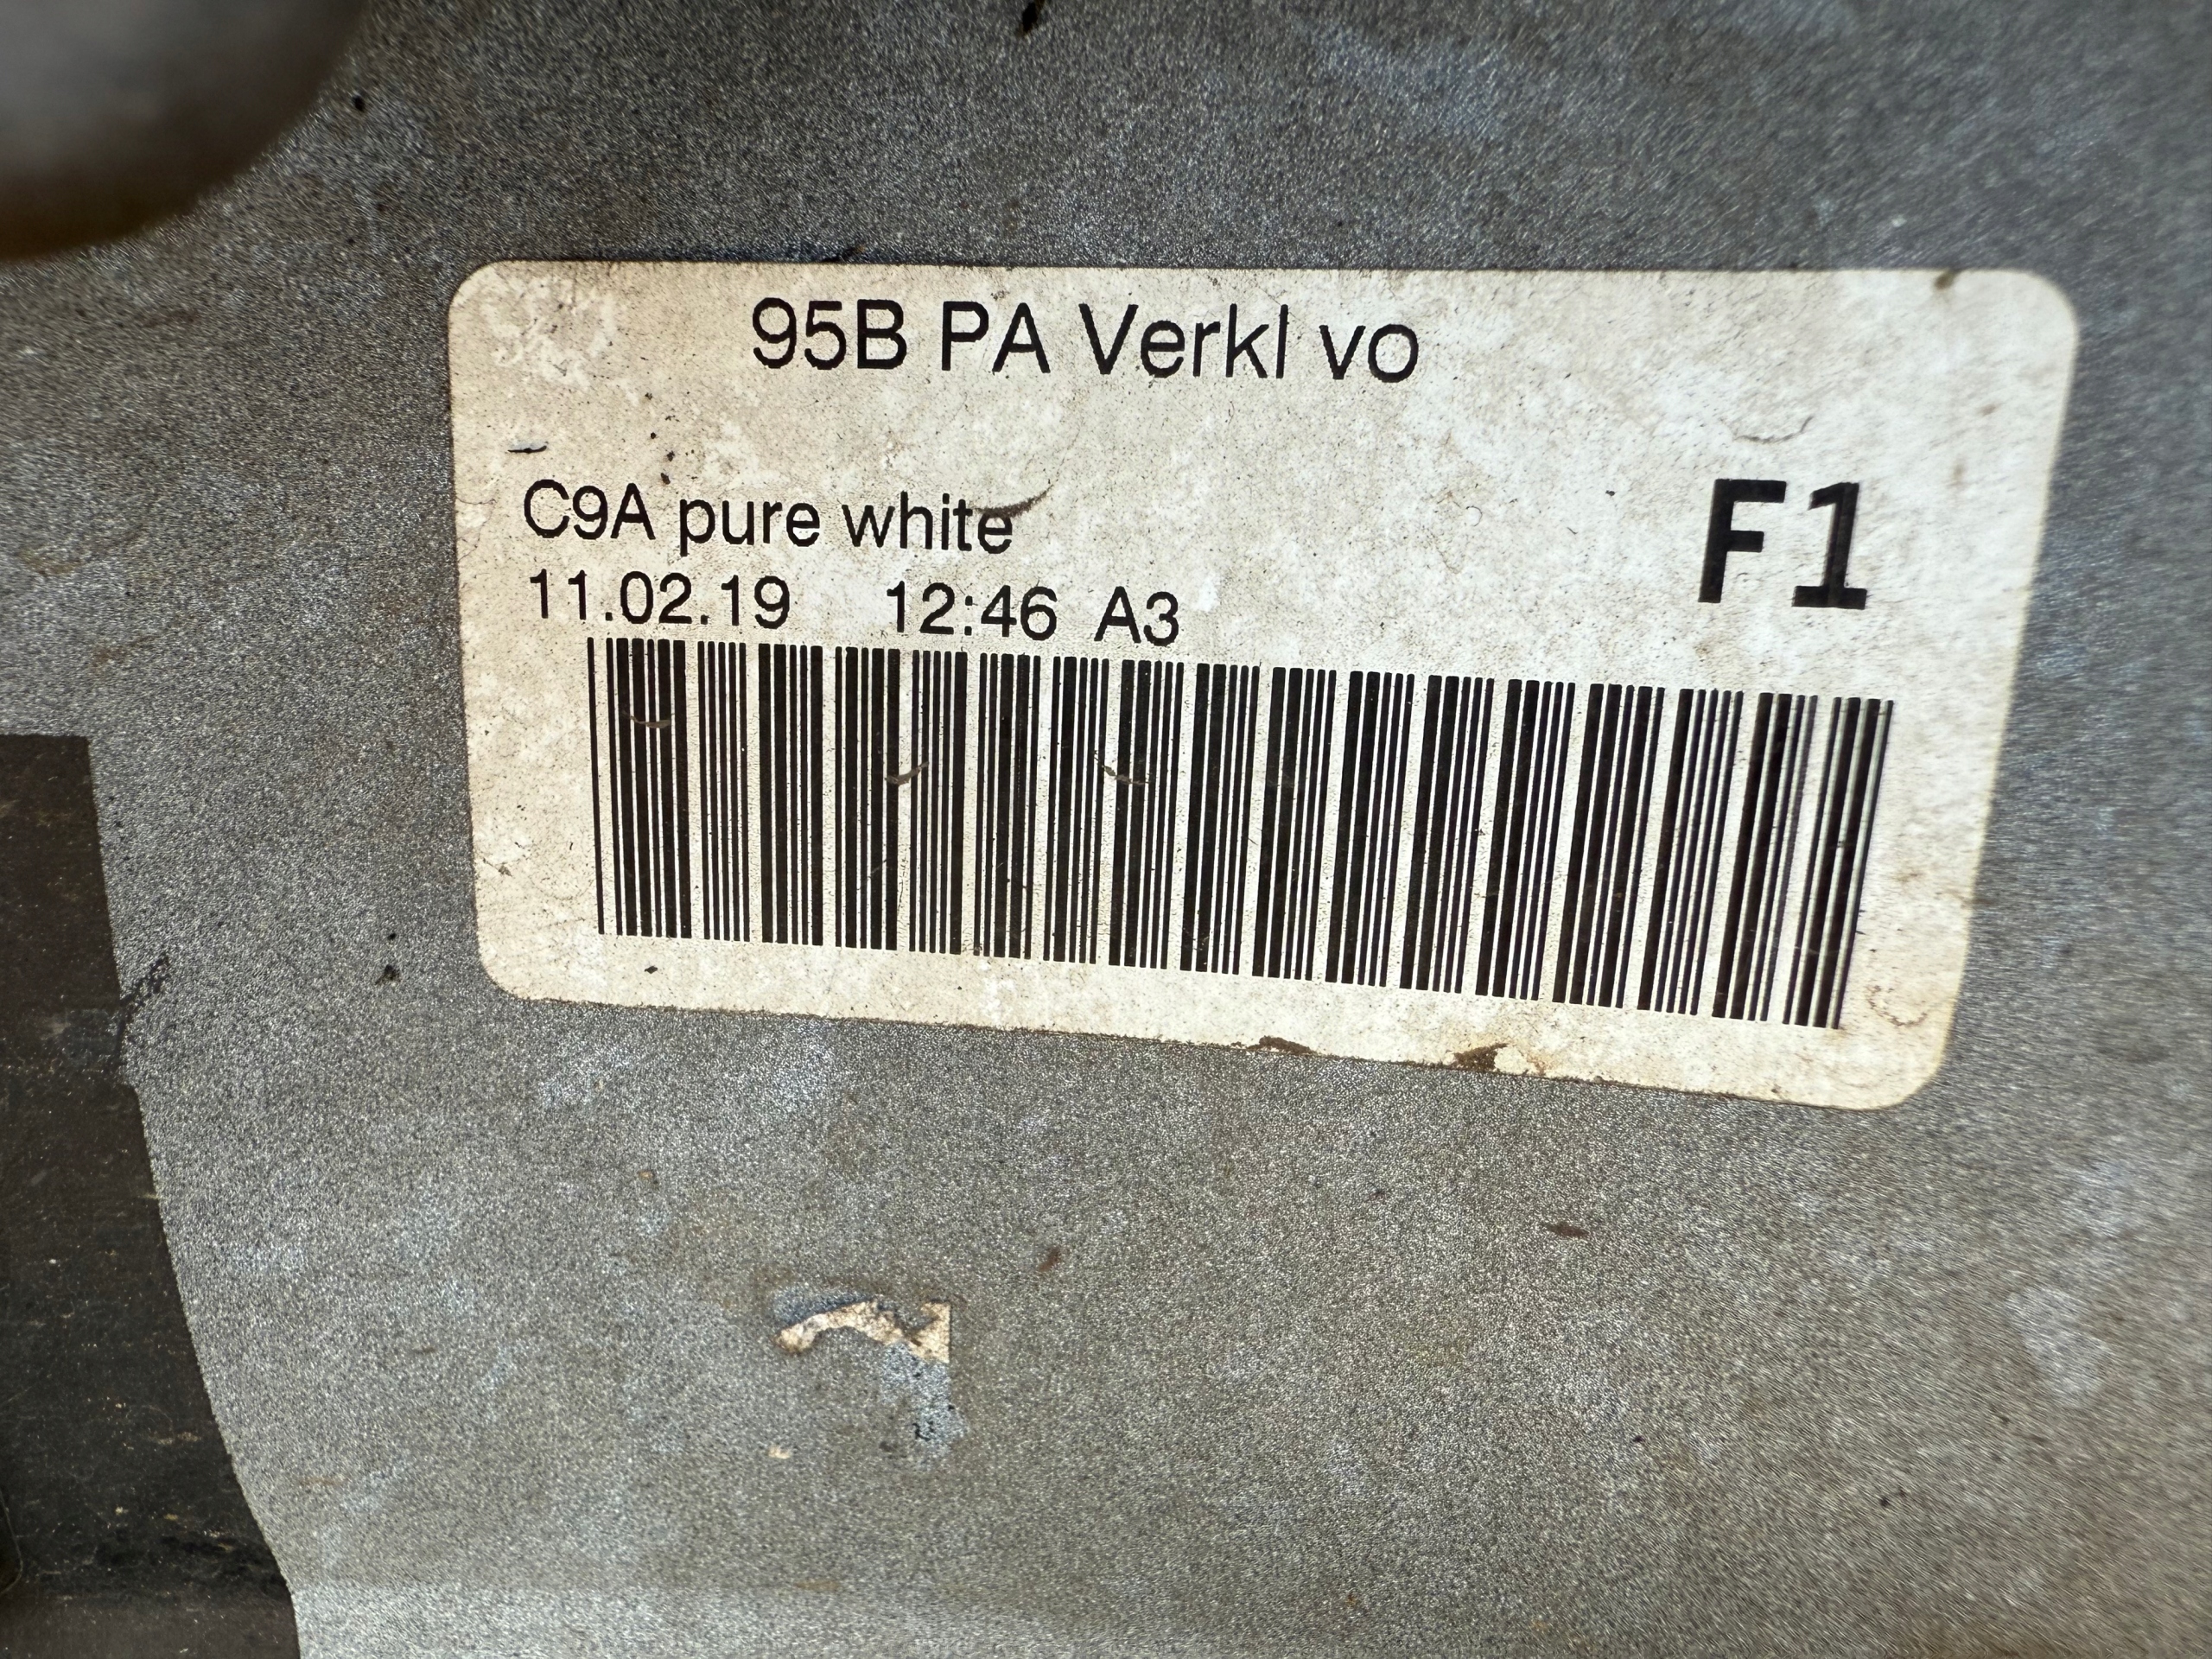 95B PA Verkl vo
C9A pure white
F1
11.02.19 12:46 A3